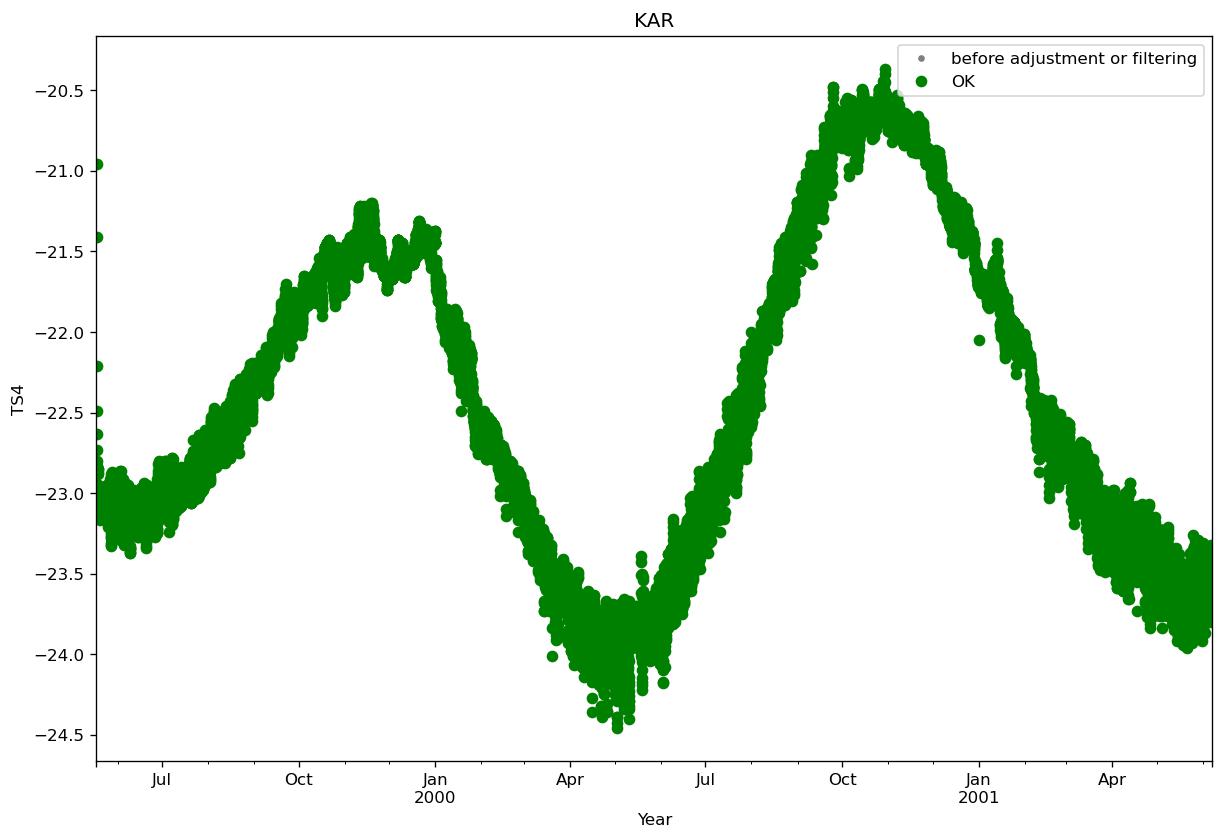 KAR
before adjustment or filtering
OK
−20.5
−21.0
−21.5
−22.0
−22.5
−23.0
−23.5
−24.0
−24.5
TS4
Jul
Oct
Jan
2000
Apr
Jul
Oct
Jan
2001
Apr
Year